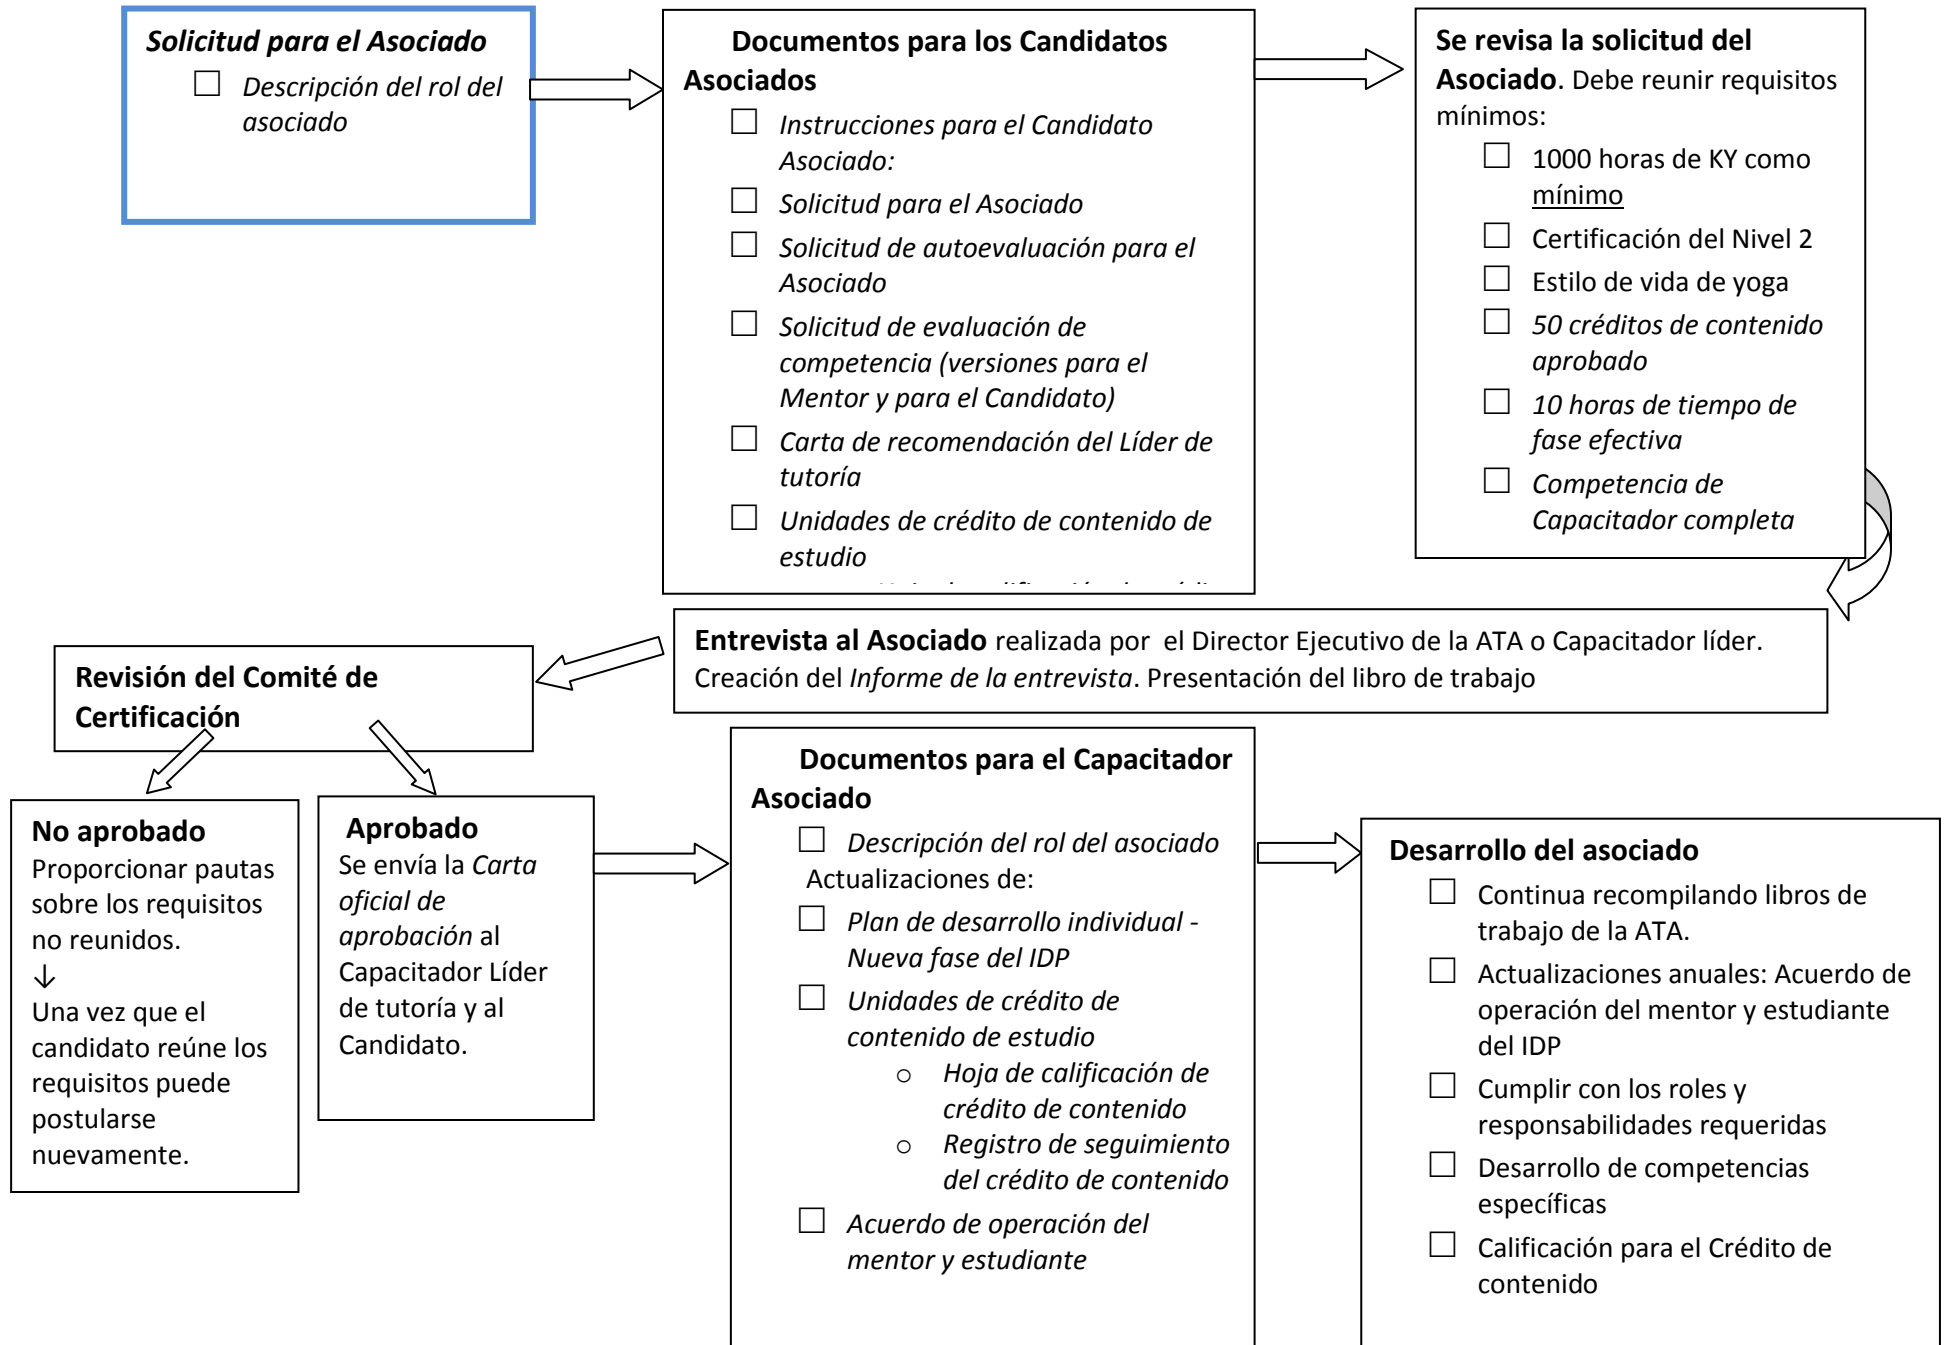 Solicitud para el Asociado
☐ Descripción del rol del
asociado
Documentos para los Candidatos
Asociados
☐ Instrucciones para el Candidato
Asociado:
☐ Solicitud para el Asociado
☐ Solicitud de autoevaluación para el
Asociado
☐ Solicitud de evaluación de
competencia (versiones para el
Mentor y para el Candidato)
☐ Carta de recomendación del Líder de
tutoría
☐ Unidades de crédito de contenido de
estudio
Se revisa la solicitud del
Asociado. Debe reunir requisitos
mínimos:
☐ 1000 horas de KY como
mínimo
☐ Certificación del Nivel 2
☐ Estilo de vida de yoga
☐ 50 créditos de contenido
aprobado
☐ 10 horas de tiempo de
fase efectiva
☐ Competencia de
Capacitador completa
Entrevista al Asociado realizada por el Director Ejecutivo de la ATA o Capacitador líder.
Creación del Informe de la entrevista. Presentación del libro de trabajo
Revisión del Comité de
Certificación
No aprobado
Proporcionar pautas
sobre los requisitos
no reunidos.
↓
Una vez que el
candidato reúne los
requisitos puede
postularse
nuevamente.
Aprobado
Se envía la Carta
oficial de
aprobación al
Capacitador Líder
de tutoría y al
Candidato.
Documentos para el Capacitador
Asociado
☐ Descripción del rol del asociado
Actualizaciones de:
☐ Plan de desarrollo individual -
Nueva fase del IDP
☐ Unidades de crédito de
contenido de estudio
o Hoja de calificación de
crédito de contenido
o Registro de seguimiento
del crédito de contenido
☐ Acuerdo de operación del
mentor y estudiante
Desarrollo del asociado
☐ Continua recompilando libros de
trabajo de la ATA.
☐ Actualizaciones anuales: Acuerdo de
operación del mentor y estudiante
del IDP
☐ Cumplir con los roles y
responsabilidades requeridas
☐ Desarrollo de competencias
específicas
☐ Calificación para el Crédito de
contenido